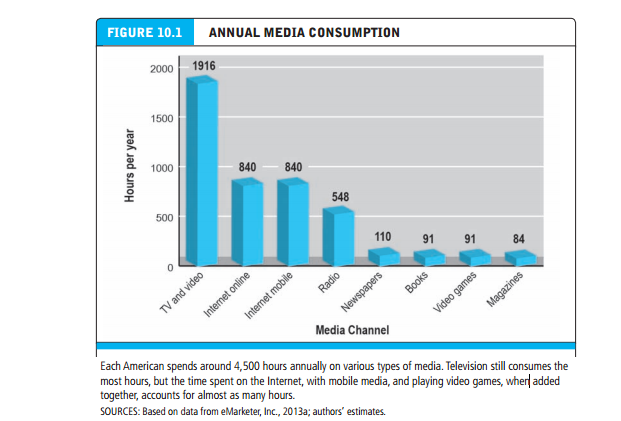 FIGURE 10.1 ANNUAL MEDIA CONSUMPTION
Hours per year
2000
1500
1000
500
0
1916
840
840
548
110
91
91
84
TV and video
Internet online
Internet mobile
Radio
Newspapers
Books
Video games
Magazines
Media Channel
Each American spends around 4,500 hours annually on various types of media. Television still consumes the
most hours, but the time spent on the Internet, with mobile media, and playing video games, when added
together, accounts for almost as many hours.
SOURCES: Based on data from eMarketer, Inc., 2013a; authors' estimates.